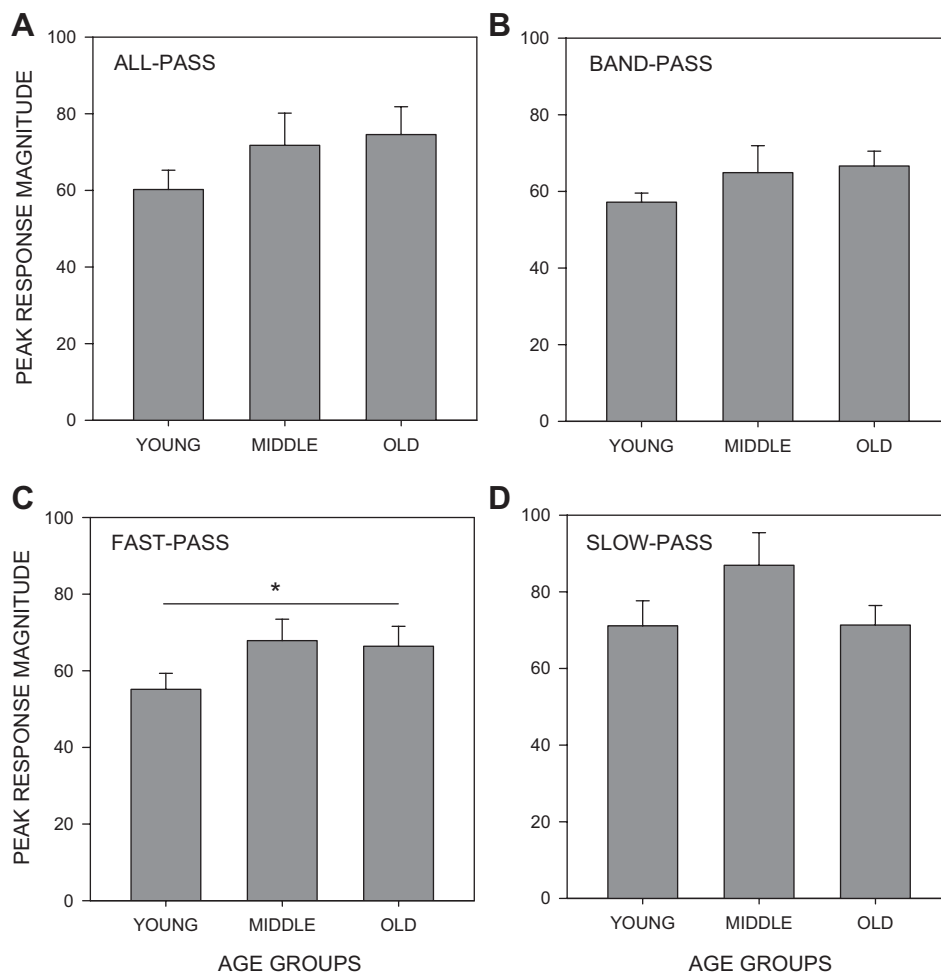 A
100
80
60
40
20
0
PEAK RESPONSE MAGNITUDE
ALL-PASS
YOUNG MIDDLE OLD
B
100
80
60
40
20
0
BAND-PASS
YOUNG MIDDLE OLD
C
100
80
60
40
20
0
PEAK RESPONSE MAGNITUDE
FAST-PASS
*
YOUNG MIDDLE OLD
AGE GROUPS
D
100
80
60
40
20
0
SLOW-PASS
YOUNG MIDDLE OLD
AGE GROUPS